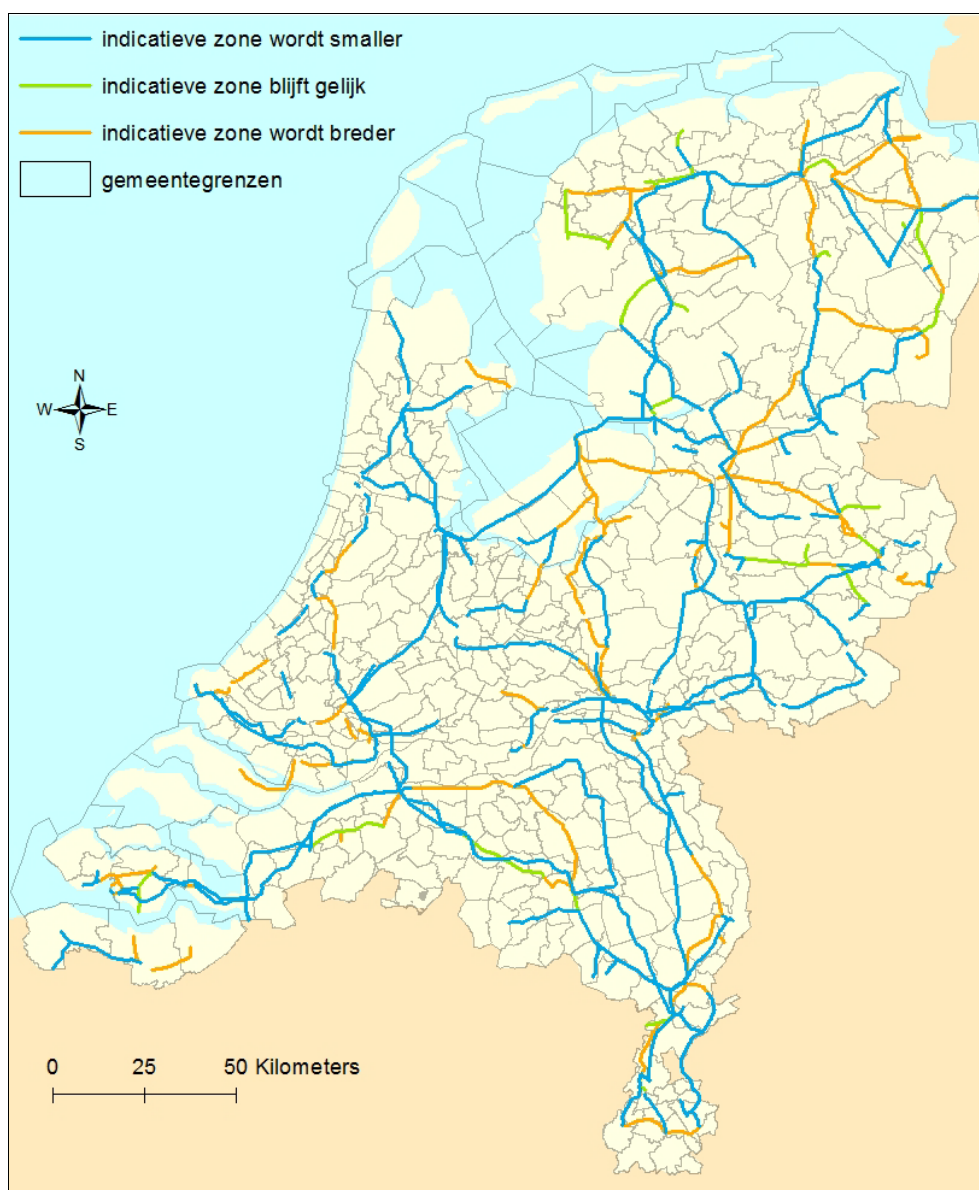 indicatieve zone wordt smaller
indicatieve zone blijft gelijk
indicatieve zone wordt breder
gemeentegrenzen
N
W E
S
0 25 50 Kilometers